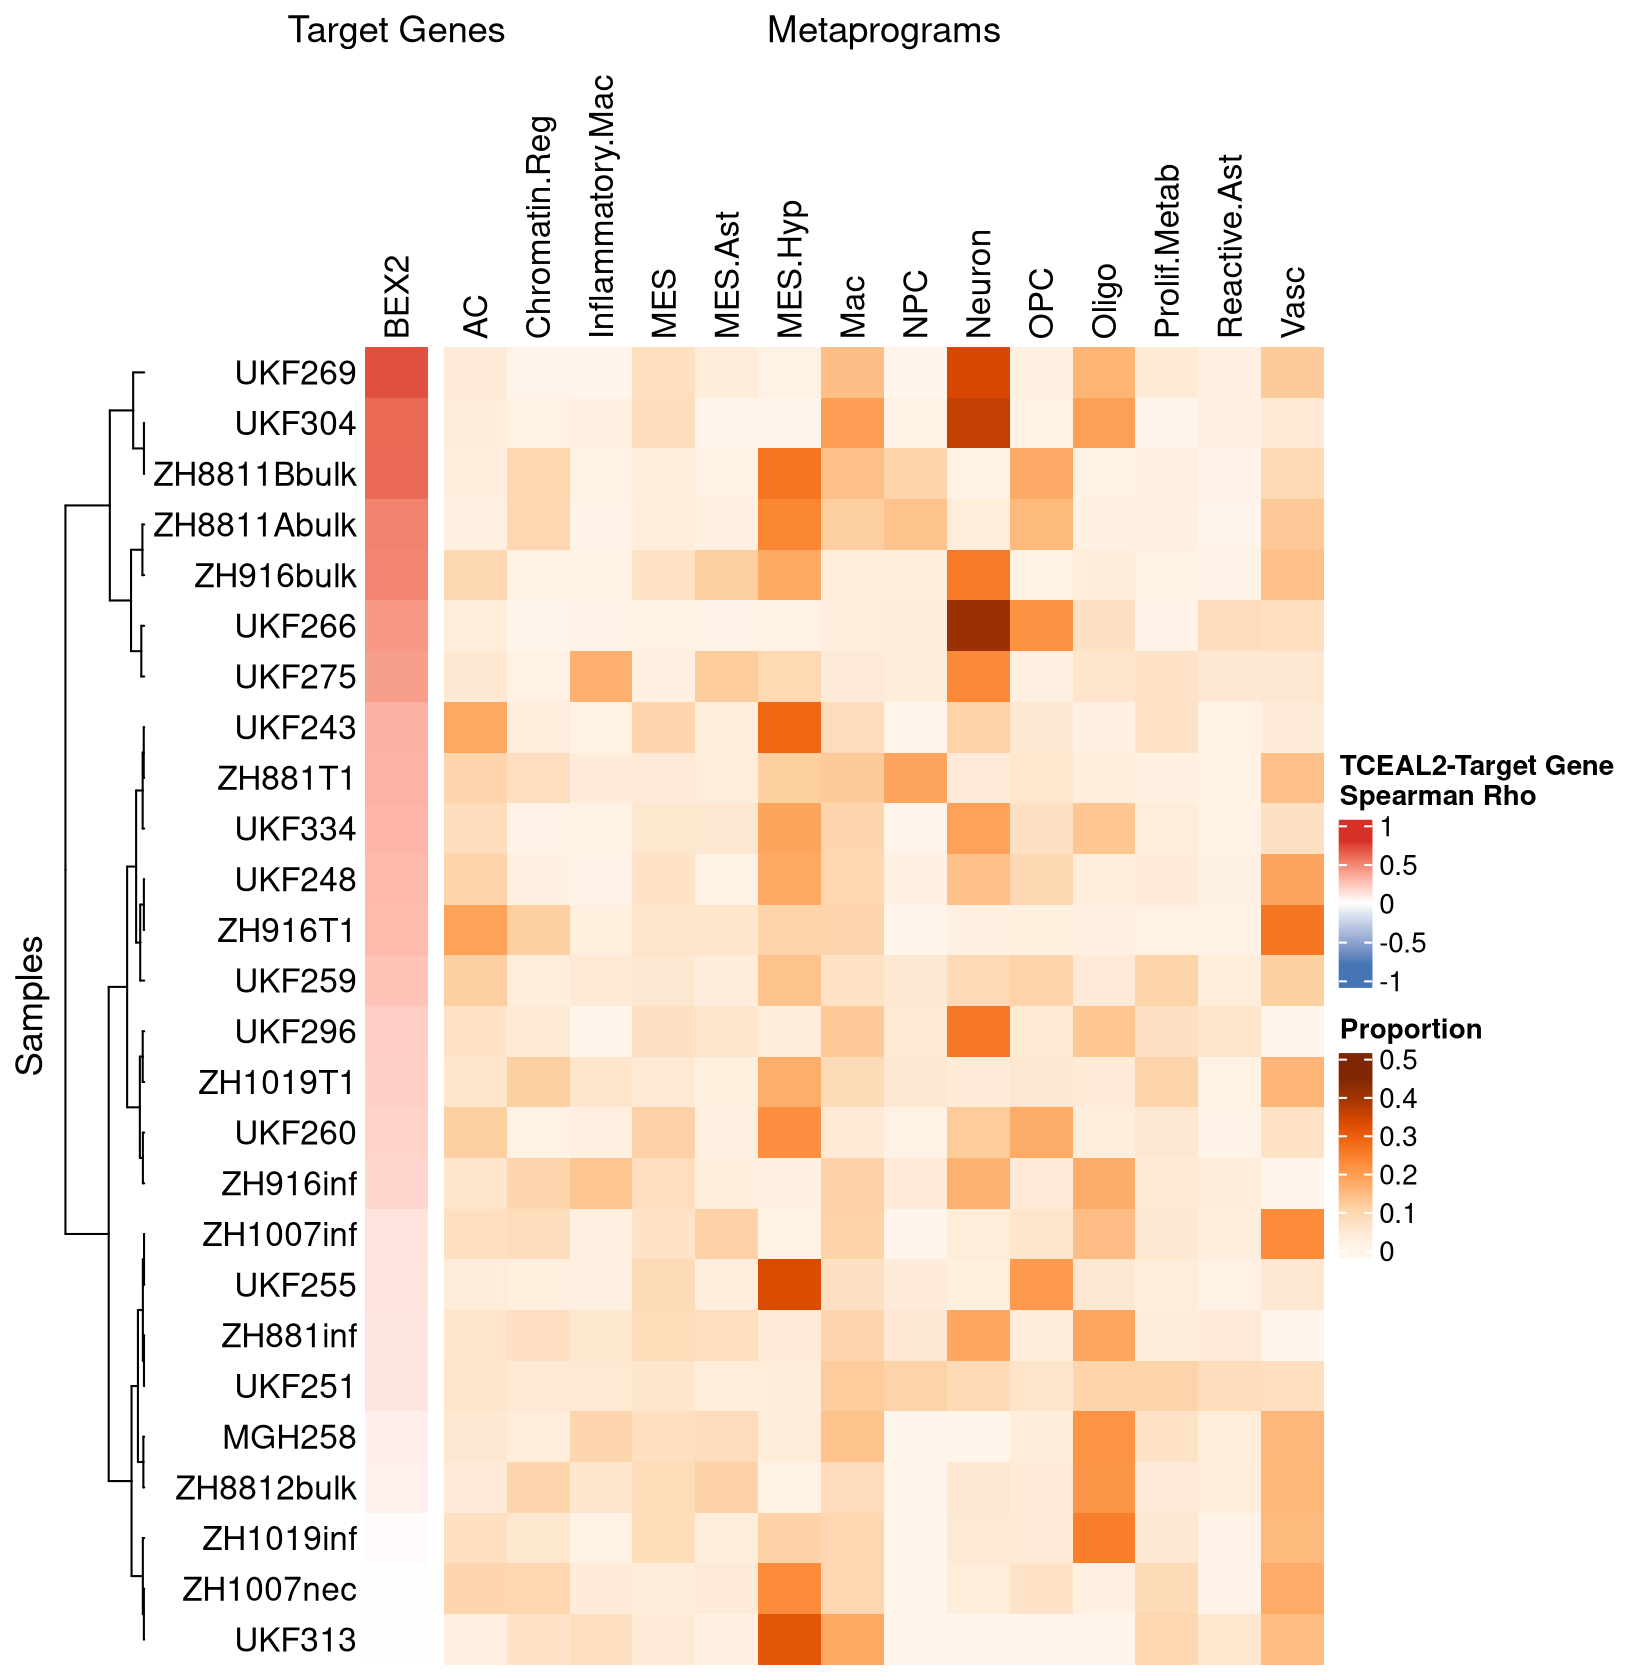 Target Genes
Metaprograms
BEX2
AC
Chromatin.Reg
Inflammatory.Mac
MES
MES.Ast
MES.Hyp
Mac
NPC
Neuron
OPC
Oligo
Prolif.Metab
Reactive.Ast
Vasc
Samples
UKF269
UKF304
ZH8811Bbulk
ZH8811Abulk
ZH916bulk
UKF266
UKF275
UKF243
ZH881T1
UKF334
UKF248
ZH916T1
UKF259
UKF296
ZH1019T1
UKF260
ZH916inf
ZH1007inf
UKF255
ZH881inf
UKF251
MGH258
ZH8812bulk
ZH1019inf
ZH1007nec
UKF313
TCEAL2-Target Gene
Spearman Rho
1
0.5
0
-0.5
-1
Proportion
0.5
0.4
0.3
0.2
0.1
0